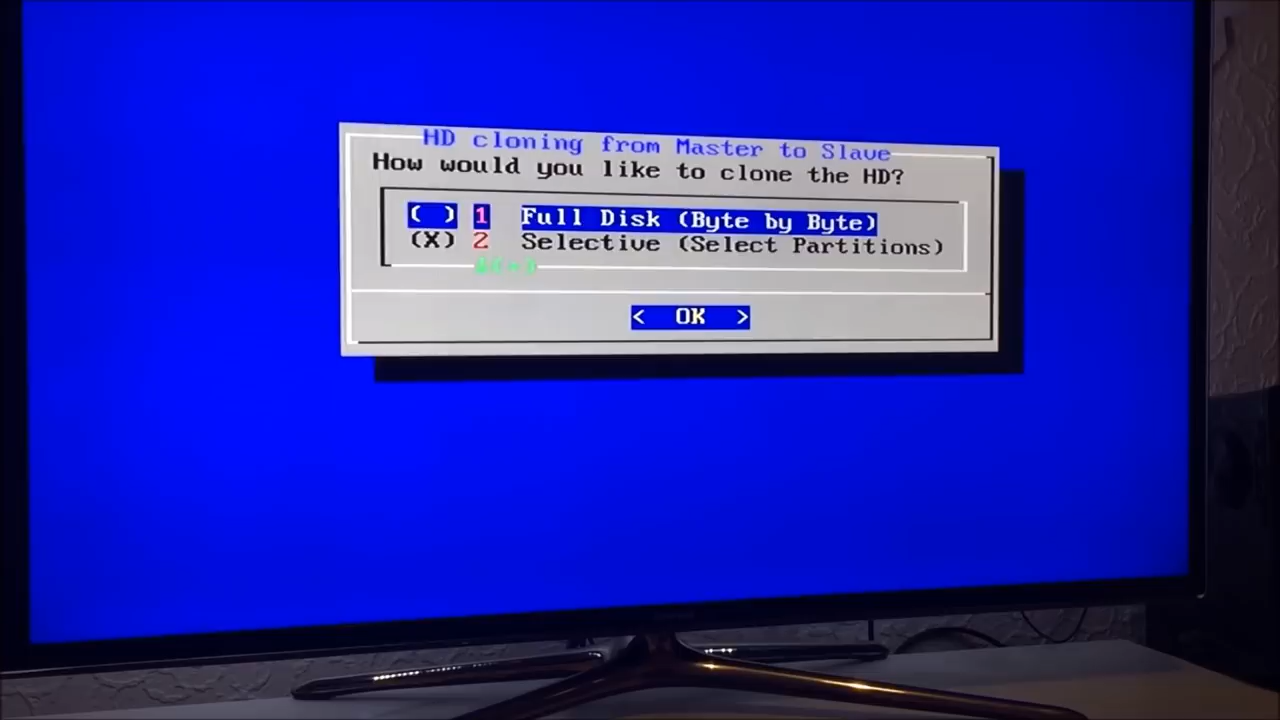 HD cloning from Master to Slave
How would you like to clone the HD?
( ) 1 Full Disk (Byte by Byte)
(X) 2 Selective (Select Partitions)
< OK >